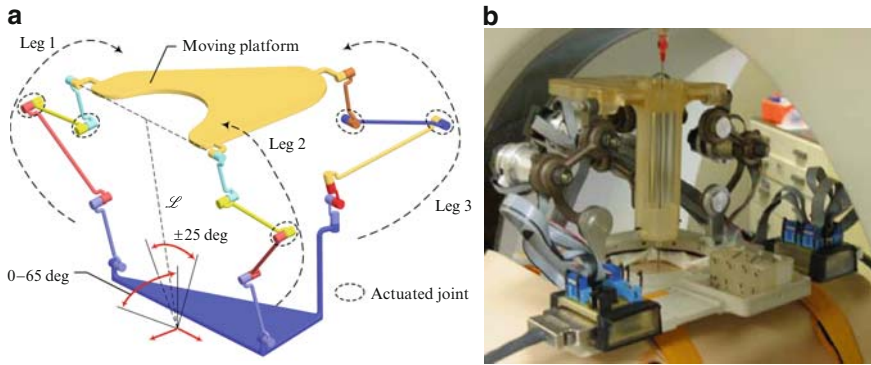 a
b
Leg 1
Moving platform
Leg 2
ℒ
±25 deg
Leg 3
0–65 deg
Actuated joint